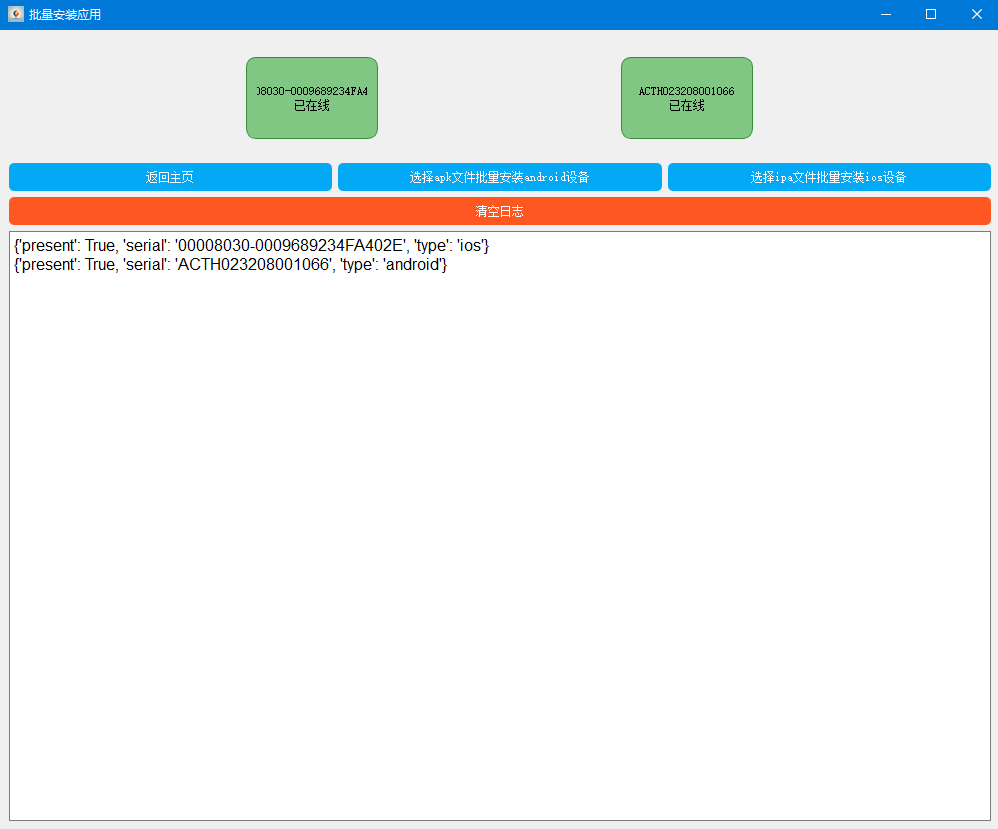 批量安装应用
08030-0009689234FA4
已在线
ACTH023208001066
已在线
返回主页
选择apk文件批量安装android设备
选择ipa文件批量安装ios设备
清空日志
{'present': True, 'serial': '00008030-0009689234FA402E', 'type': 'ios'}
{'present': True, 'serial': 'ACTH023208001066', 'type': 'android'}